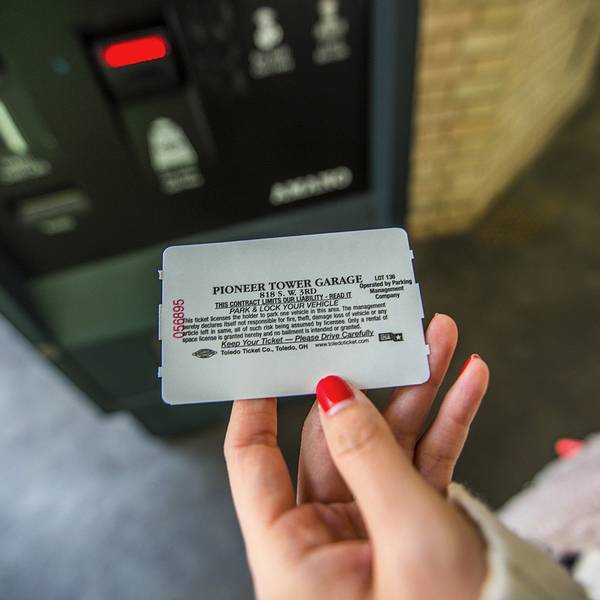 AMANO
PIONEER TOWER GARAGE
818 S. W. 3RD
LOT 136
Operated by Parking
Management
Company
THIS CONTRACT LIMITS OUR LIABILITY - READ IT
PARK & LOCK YOUR VEHICLE
This ticket licenses the holder to park one vehicle in this area. The management
hereby declares itself not responsible for fire, theft, damage loss of vehicle or any
article left in same, all of such risk being assumed by licensee. Only a rental of
space license is granted hereby and no bailment is intended or granted.
Keep Your Ticket — Please Drive Carefully
Toledo Ticket Co., Toledo, OH www.toledoticket.com
USA
056895